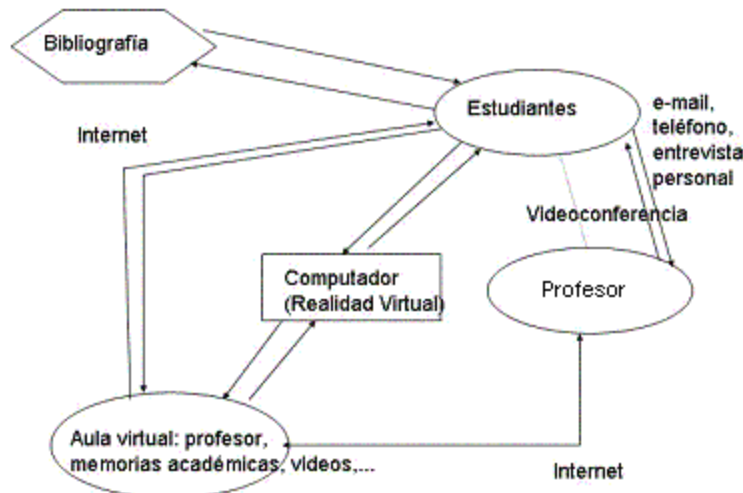 Bibliografía
Estudiantes
e-mail,
teléfono,
entrevista
personal
Internet
Videoconferencia
Computador
(Realidad Virtual)
Profesor
Aula virtual: profesor,
memorias académicas, videos,...
Internet